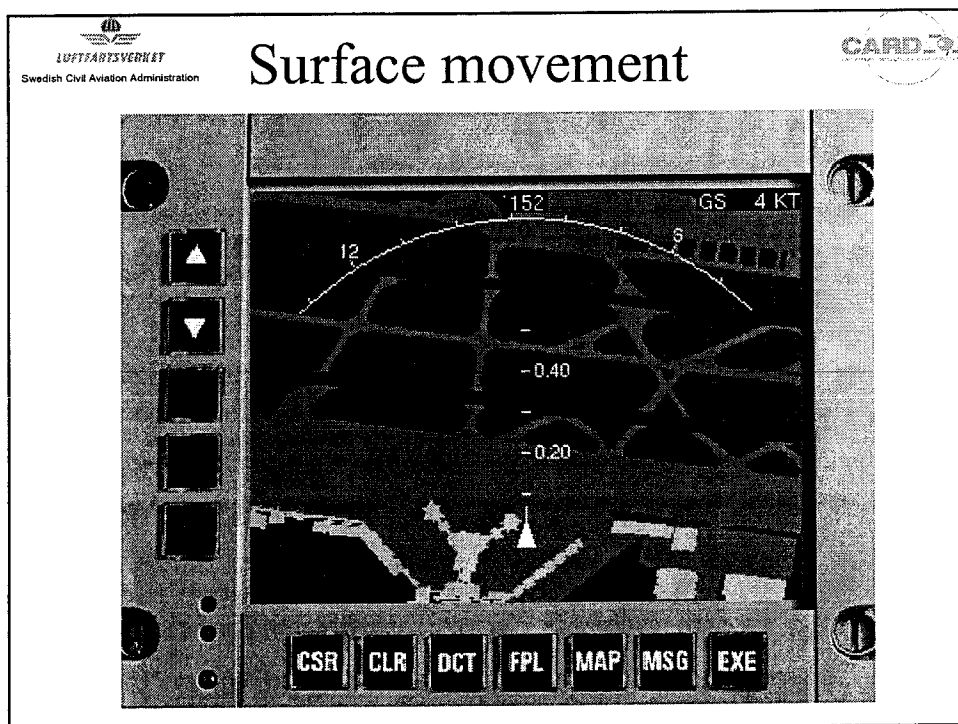 LUFTFARTSVERKET
Swedish Civil Aviation Administration
Surface movement
CARD
152
GS 4 KT
12
6
0.40
0.20
CSR CLR DCT FPL MAP MSG EXE